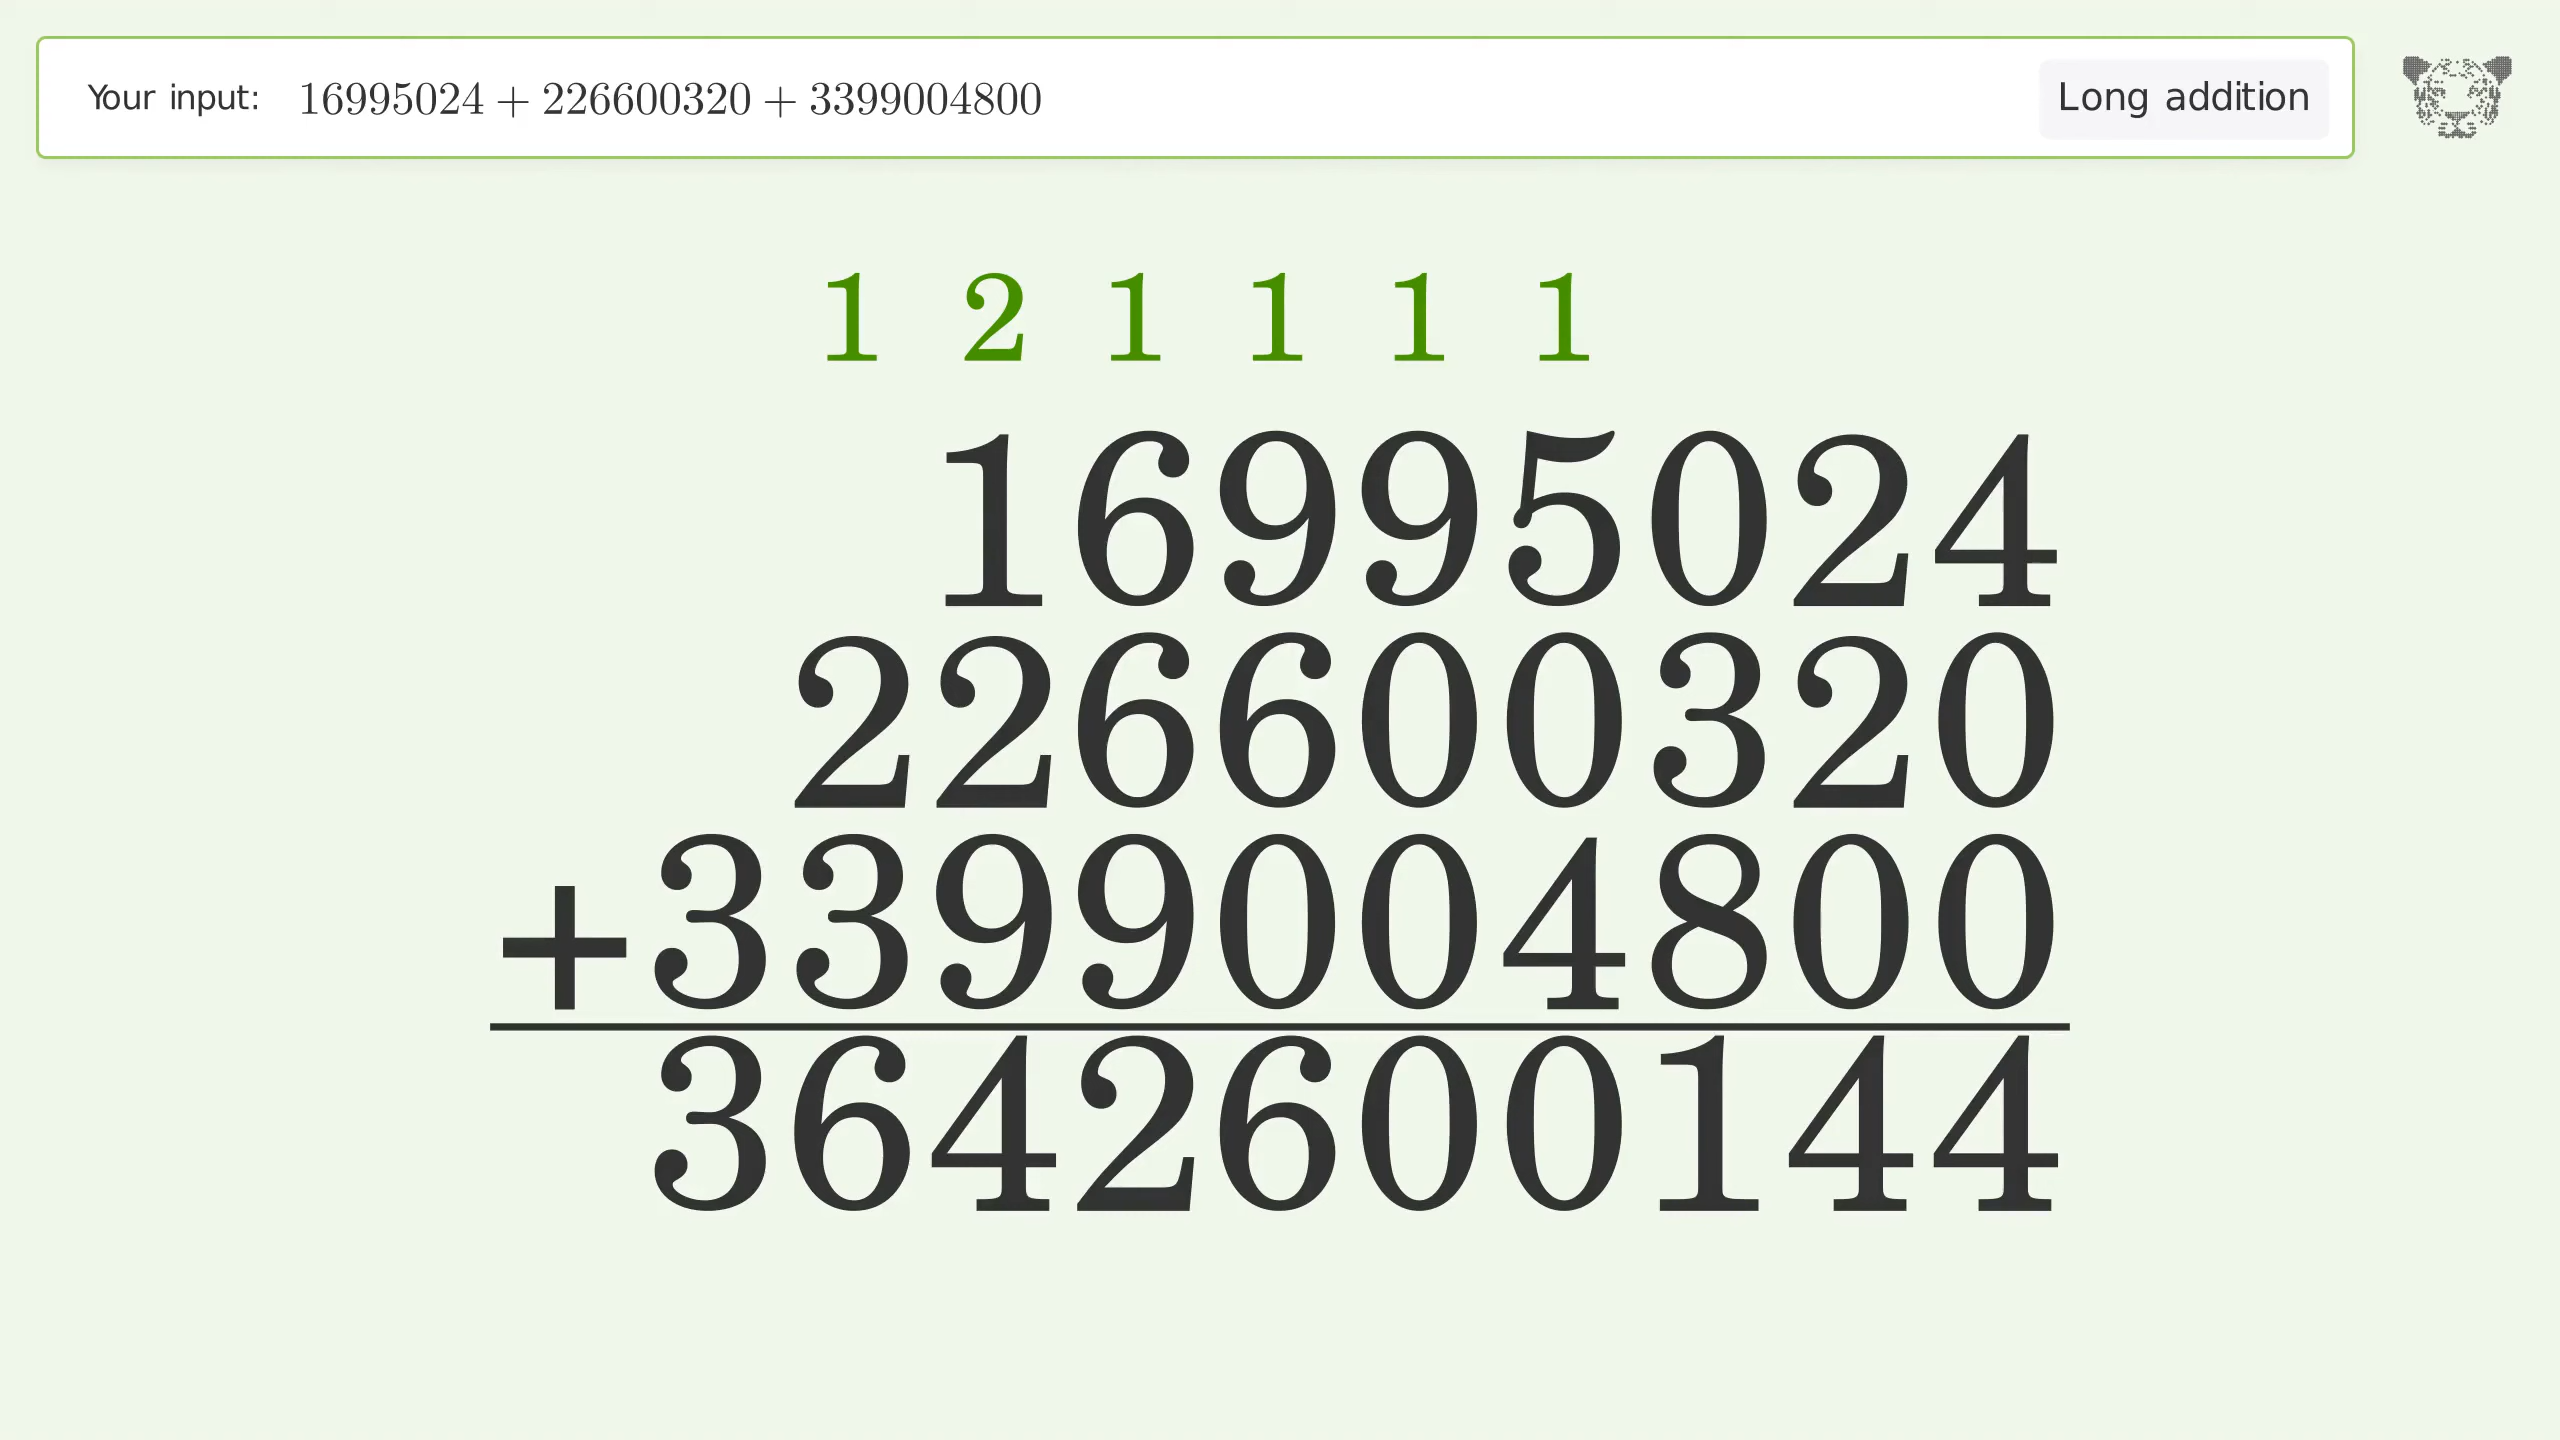 Your input: 16995024 + 226600320 + 3399004800 Long addition
1 2 1 1 1 1
16995024
226600320
+3399004800
3642600144